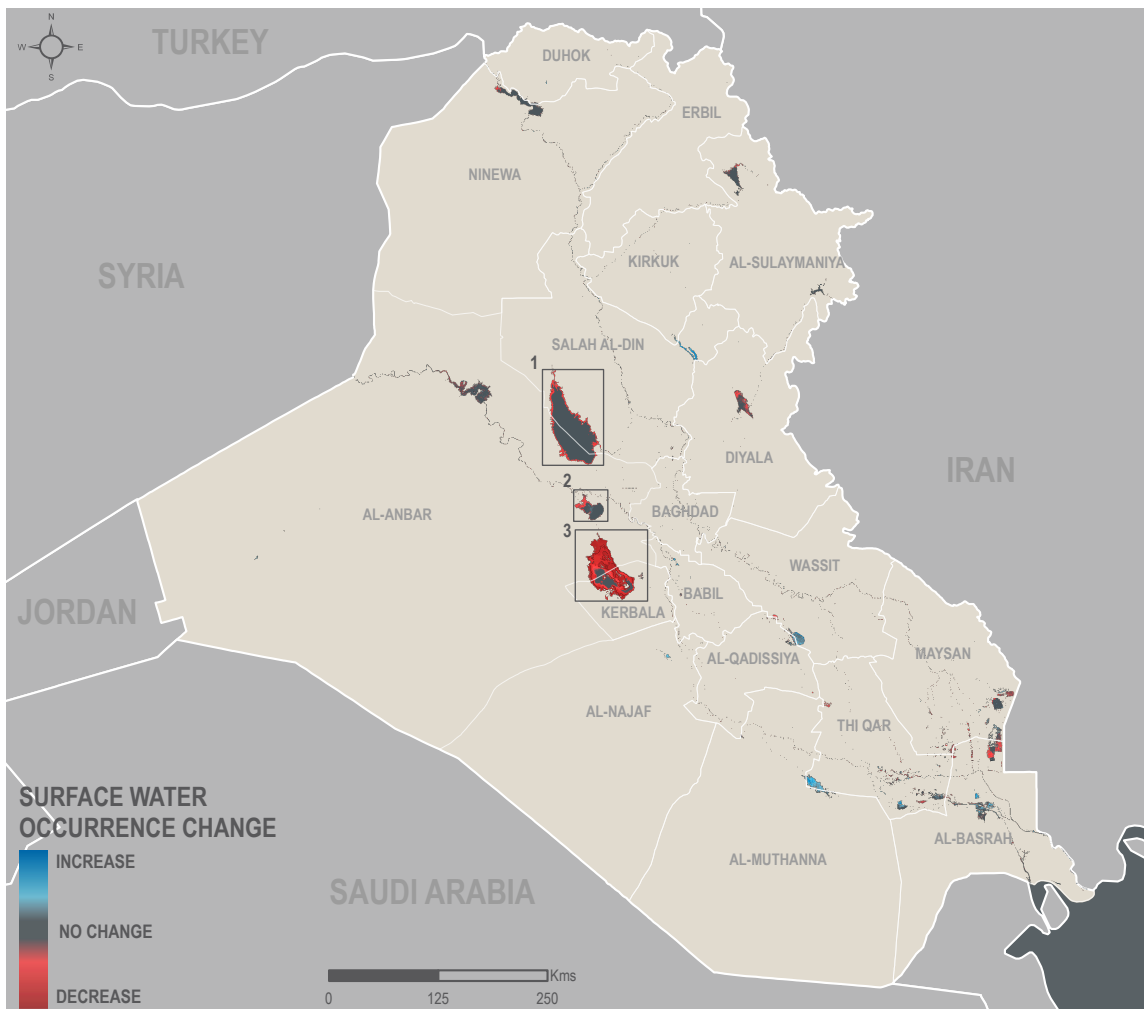 N
TURKEY
W
E
S
DUHOK
ERBIL
NINEWA
SYRIA
KIRKUK
AL-SULAYMANIYA
SALAH AL-DIN
1
DIYALA
IRAN
2
AL-ANBAR
BAGHDAD
3
WASSIT
JORDAN
BABIL
KERBALA
MAYSAN
AL-QADISSIYA
AL-NAJAF
THI QAR
SURFACE WATER
OCCURRENCE CHANGE
INCREASE
NO CHANGE
DECREASE
AL-BASRAH
AL-MUTHANNA
SAUDI ARABIA
Kms
0
125
250